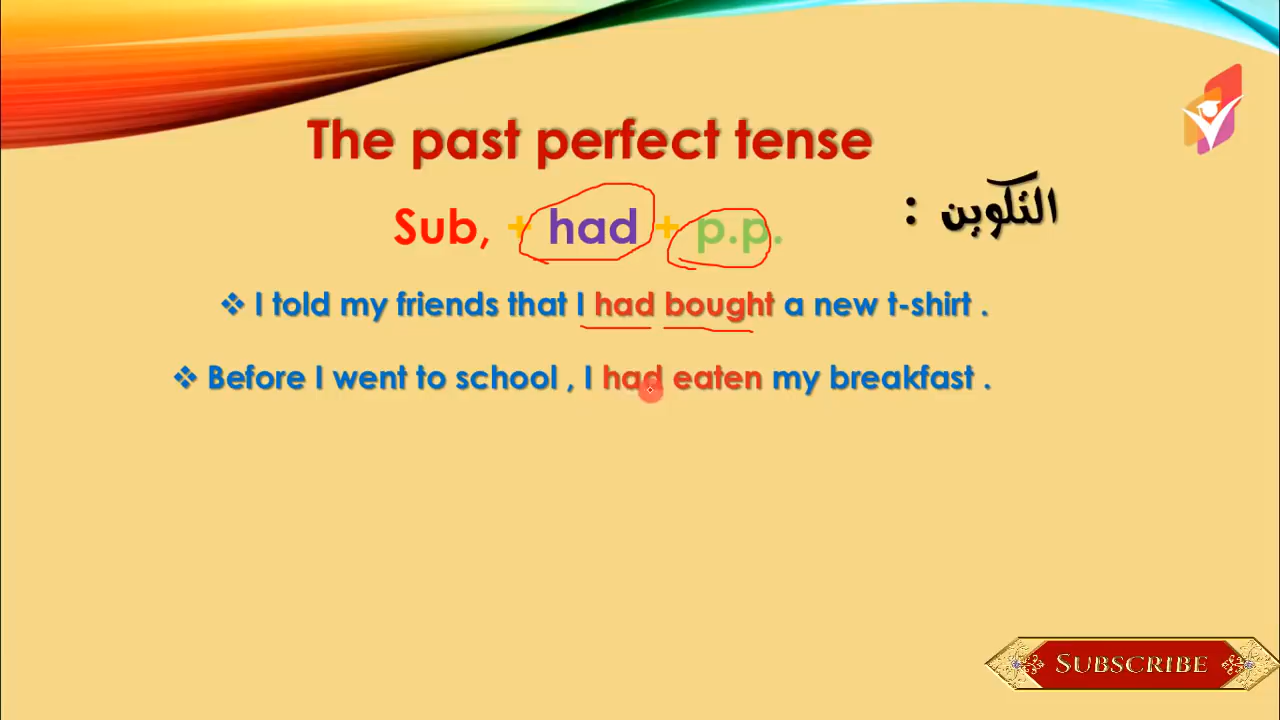 The past perfect tense
Sub, + had + p.p.
التكوين :
❖ I told my friends that I had bought a new t-shirt .
❖ Before I went to school , I had eaten my breakfast .
SUBSCRIBE